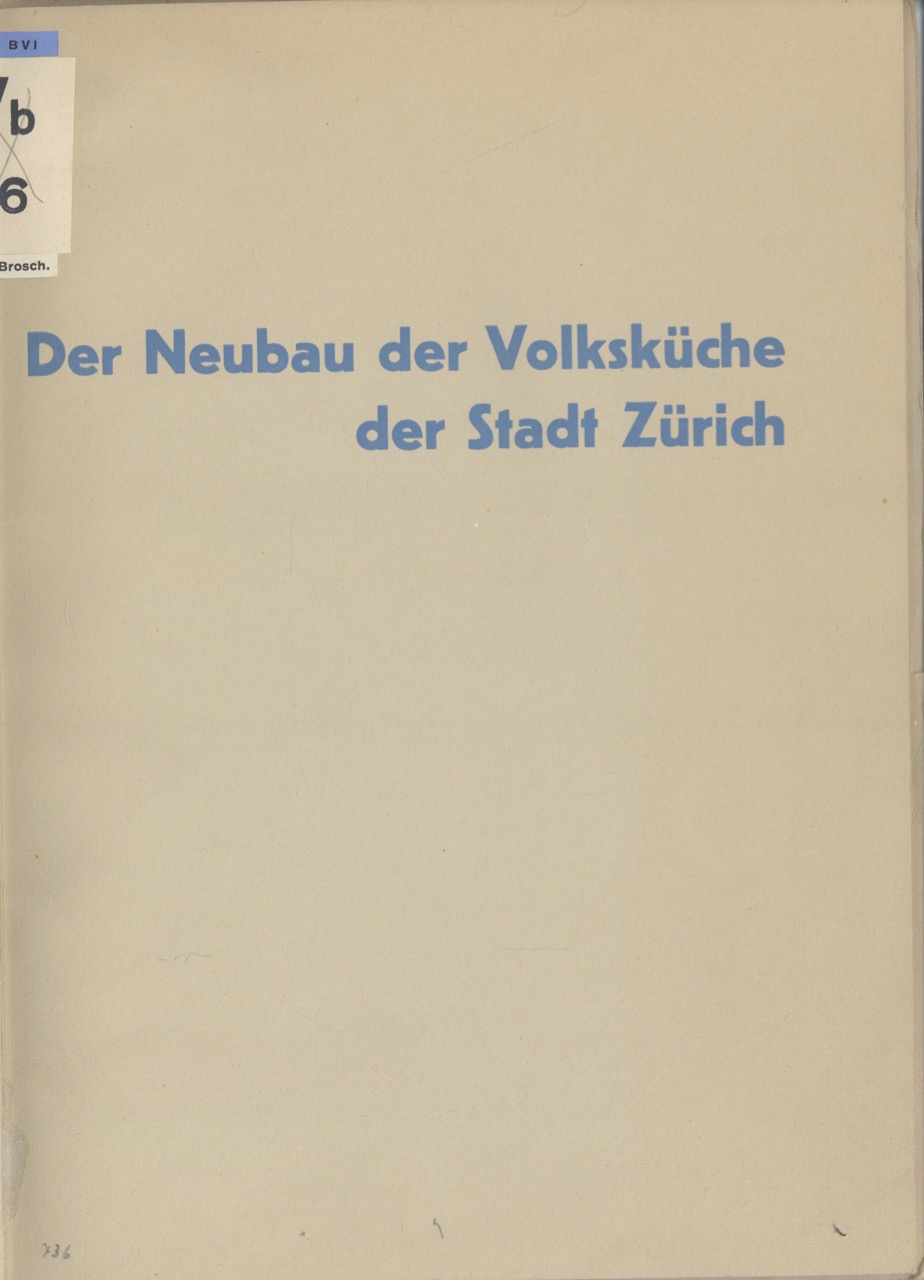 BVI
b
6
Brosch.
Der Neubau der Volksküche
der Stadt Zürich